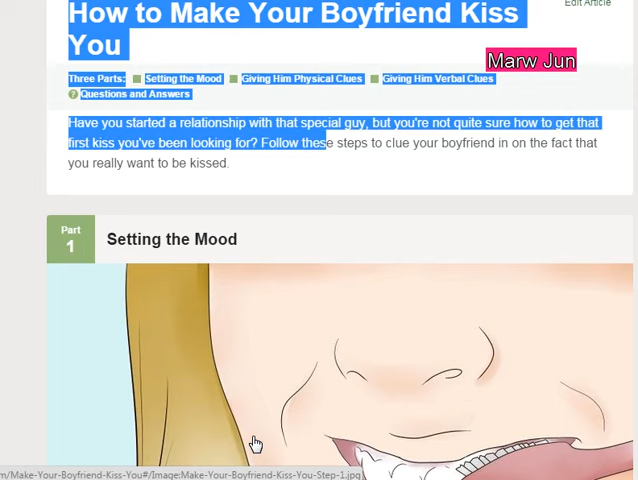 Edit Article
How to Make Your Boyfriend Kiss
You
Marw Jun
Three Parts: Setting the Mood Giving Him Physical Clues Giving Him Verbal Clues
? Questions and Answers
Have you started a relationship with that special guy, but you're not quite sure how to get that
first kiss you've been looking for? Follow these steps to clue your boyfriend in on the fact that
you really want to be kissed.
Part
1
Setting the Mood
m/Make-Your-Boyfriend-Kiss-You#/Image:Make-Your-Boyfriend-Kiss-You-Step-1.jpg